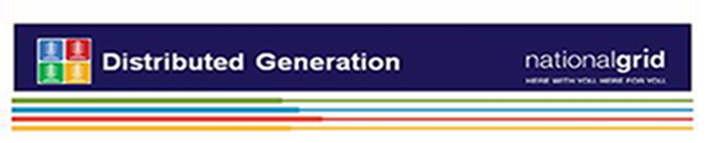 Distributed Generation
nationalgrid
HERE WITH YOU. HERE FOR YOU.